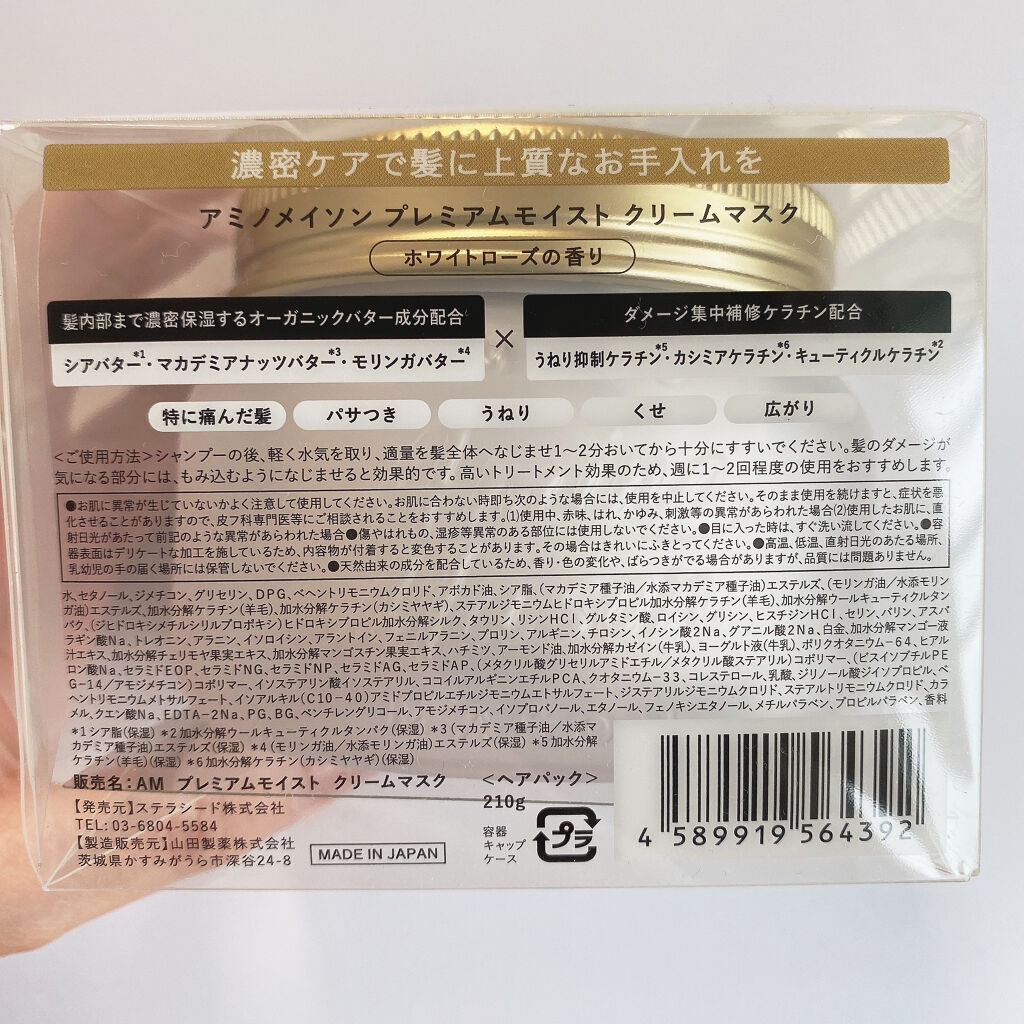 濃密ケアで髪に上質なお手入れを
アミノメイソン プレミアムモイスト クリームマスク
ホワイトローズの香り
髪内部まで濃密保湿するオーガニックバター成分配合
シアバター*1・マカデミアナッツバター*3・モリンガバター*4
×
ダメージ集中補修ケラチン配合
うねり抑制ケラチン*5・カシミアケラチン*6・キューティクルケラチン*2
特に痛んだ髪 パサつき うねり くせ 広がり
<ご使用方法>シャンプーの後、軽く水気を取り、適量を髪全体へなじませ1〜2分おいてから十分にすすいでください。髪のダメージが
気になる部分には、もみ込むようになじませると効果的です。高いトリートメント効果のため、週に1〜2回程度の使用をおすすめします。
●お肌に異常が生じていないかよく注意して使用してください。お肌に合わない時即ち次のような場合には、使用を中止してください。そのまま使用を続けますと、症状を悪
化させることがありますので、皮フ科専門医等にご相談されることをおすすめします。(1)使用中、赤味、はれ、かゆみ、刺激等の異常があらわれた場合(2)使用したお肌に、直
射日光があたって前記のような異常があらわれた場合●傷やはれもの、湿疹等異常のある部位には使用しないでください。●目に入った時は、すぐ洗い流してください。●容
器表面はデリケートな加工を施しているため、内容物が付着すると変色することがあります。その場合はきれいにふきとってください。●高温、低温、直射日光のあたる場所、
乳幼児の手の届く場所には保管しないでください。●天然由来の成分を配合しているため、香り・色の変化や、ばらつきがでる場合がありますが、品質には問題ありません。
水、セタノール、ジメチコン、グリセリン、DPG、ベヘントリモニウムクロリド、アボカド油、シア脂、(マカデミア種子油/水添マカデミア種子油)エステルズ、(モリンガ油/水添モリン
ガ油)エステルズ、加水分解ケラチン(羊毛)、加水分解ケラチン(カシミヤヤギ)、ステアルジモニウムヒドロキシプロピル加水分解ケラチン(羊毛)、加水分解ウールキューティクルタン
パク、(ジヒドロキシメチルシリルプロポキシ)ヒドロキシプロピル加水分解シルク、タウリン、リシンHCl、グルタミン酸、ロイシン、グリシン、ヒスチジンHCl、セリン、バリン、アスパ
ラギン酸Na、トレオニン、アラニン、イソロイシン、アラントイン、フェニルアラニン、プロリン、アルギニン、チロシン、イノシン酸2Na、グアニル酸2Na、白金、加水分解マンゴー液
汁エキス、加水分解チェリモヤ果実エキス、加水分解マンゴスチン果実エキス、ハチミツ、アーモンド油、加水分解カゼイン(牛乳)、ヨーグルト液(牛乳)、ポリクオタニウム-64、ヒアル
ロン酸Na、セラミドEOP、セラミドNG、セラミドNP、セラミドAG、セラミドAP、(メタクリル酸グリセリルアミドエチル/メタクリル酸ステアリル)コポリマー、(ビスイソブチルPE
G-14/アモジメチコン)コポリマー、イソステアリン酸イソステアリル、ココイルアルギニンエチルPCA、クオタニウム-33、コレステロール、乳酸、ジリノール酸ジイソプロピル、ベ
ヘントリモニウムメトサルフェート、イソアルキル(C10-40)アミドプロピルエチルジモニウムエトサルフェート、ジステアリルジモニウムクロリド、ステアルトリモニウムクロリド、カラ
メル、クエン酸Na、EDTA-2Na、PG、BG、ペンチレングリコール、アモジメチコン、イソプロパノール、エタノール、フェノキシエタノール、メチルパラベン、プロピルパラベン、香料
*1シア脂(保湿) *2加水分解ウールキューティクルタンパク(保湿) *3(マカデミア種子油/水添マ
カデミア種子油)エステルズ(保湿) *4(モリンガ油/水添モリンガ油)エステルズ(保湿) *5加水分解
ケラチン(羊毛)(保湿) *6加水分解ケラチン(カシミヤヤギ)(保湿)
販売名:AM プレミアムモイスト クリームマスク
<ヘアパック>
210g
【発売元】ステラシード株式会社
TEL:03-6804-5584
【製造販売元】山田製薬株式会社
茨城県かすみがうら市深谷24-8
MADE IN JAPAN
容器
キャップ
ケース
プラ
4 589919 564392